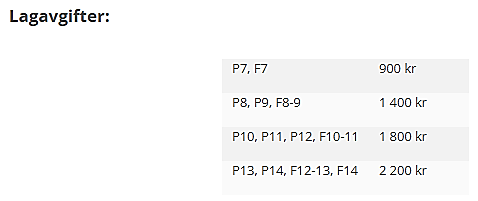 Lagavgifter:
P7, F7 900 kr
P8, P9, F8-9 1 400 kr
P10, P11, P12, F10-11 1 800 kr
P13, P14, F12-13, F14 2 200 kr